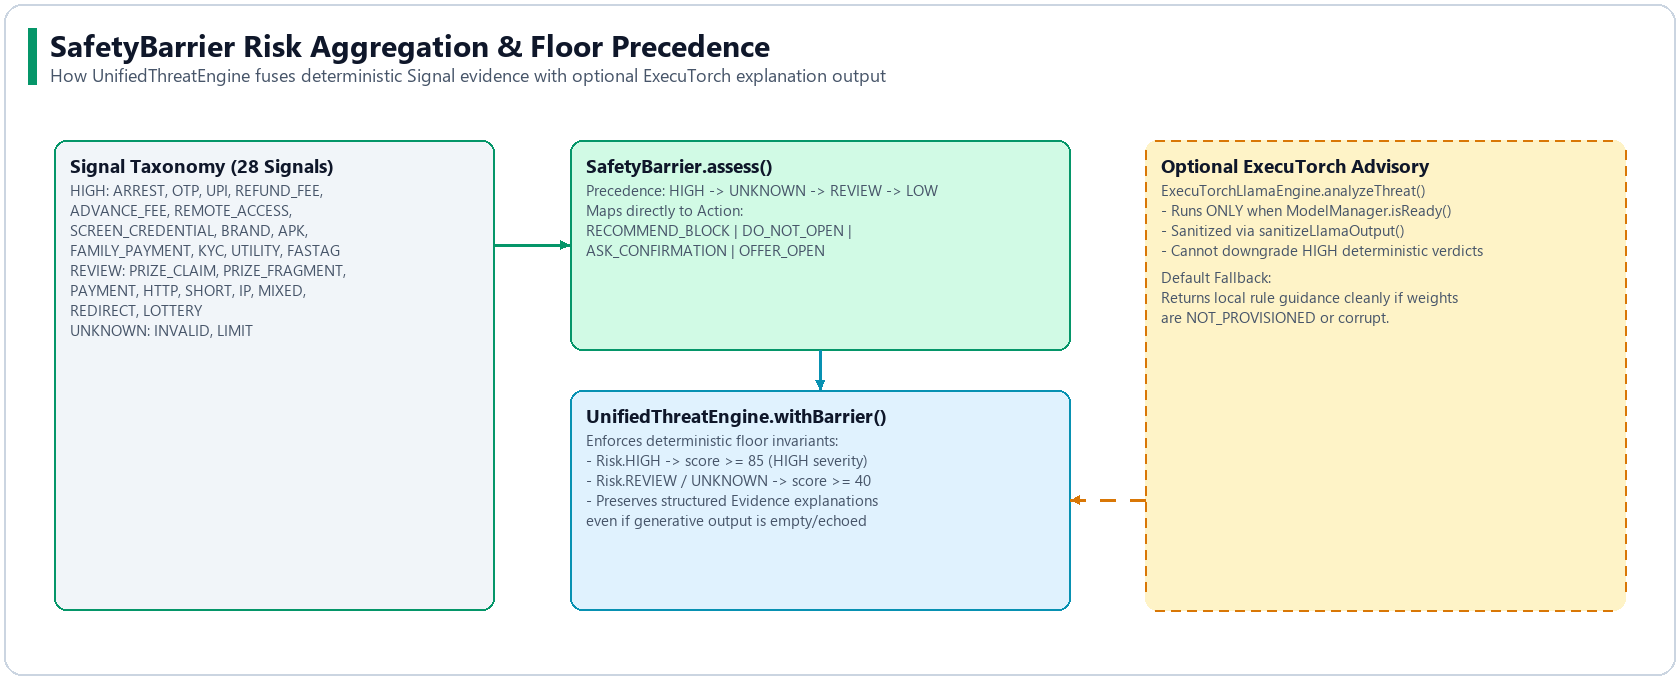 SafetyBarrier Risk Aggregation & Floor Precedence
How UnifiedThreatEngine fuses deterministic Signal evidence with optional ExecuTorch explanation output
Signal Taxonomy (28 Signals)
HIGH: ARREST, OTP, UPI, REFUND_FEE,
ADVANCE_FEE, REMOTE_ACCESS,
SCREEN_CREDENTIAL, BRAND, APK,
FAMILY_PAYMENT, KYC, UTILITY, FASTAG
REVIEW: PRIZE_CLAIM, PRIZE_FRAGMENT,
PAYMENT, HTTP, SHORT, IP, MIXED,
REDIRECT, LOTTERY
UNKNOWN: INVALID, LIMIT
SafetyBarrier.assess()
Precedence: HIGH -> UNKNOWN -> REVIEW -> LOW
Maps directly to Action:
RECOMMEND_BLOCK | DO_NOT_OPEN |
ASK_CONFIRMATION | OFFER_OPEN
UnifiedThreatEngine.withBarrier()
Enforces deterministic floor invariants:
- Risk.HIGH -> score >= 85 (HIGH severity)
- Risk.REVIEW / UNKNOWN -> score >= 40
- Preserves structured Evidence explanations
even if generative output is empty/echoed
Optional ExecuTorch Advisory
ExecuTorchLlamaEngine.analyzeThreat()
- Runs ONLY when ModelManager.isReady()
- Sanitized via sanitizeLlamaOutput()
- Cannot downgrade HIGH deterministic verdicts
Default Fallback:
Returns local rule guidance cleanly if weights
are NOT_PROVISIONED or corrupt.